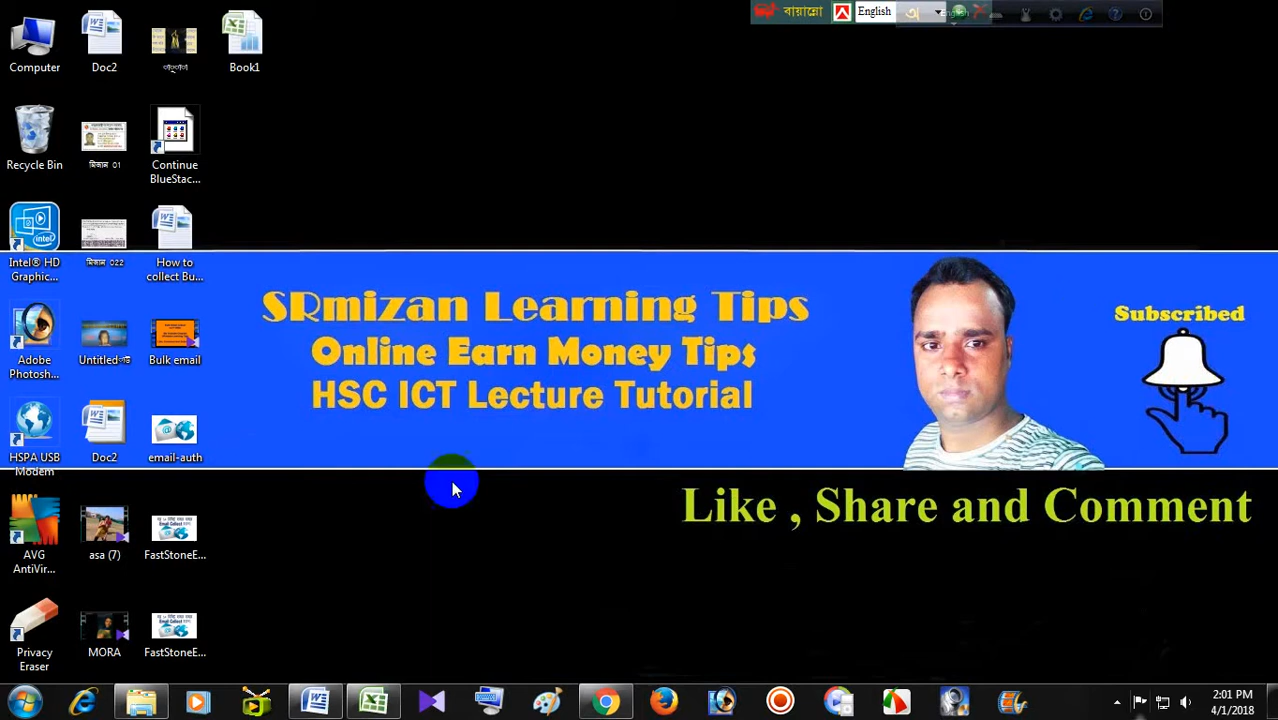 বায়ান্নো English
Computer
Doc2
Book1
Recycle Bin
মিজান 01
Continue
BlueStac...
Intel® HD
Graphic...
মিজান 022
How to
collect Bu...
Adobe
Photosh...
Bulk email
HSPA USB
Modem
Doc2
email-auth
AVG
AntiVir...
asa (7)
FastStoneE...
Privacy
Eraser
MORA
FastStoneE...
SRmizan Learning Tips
Online Earn Money Tips
HSC ICT Lecture Tutorial
Subscribed
Like , Share and Comment
2:01 PM
4/1/2018